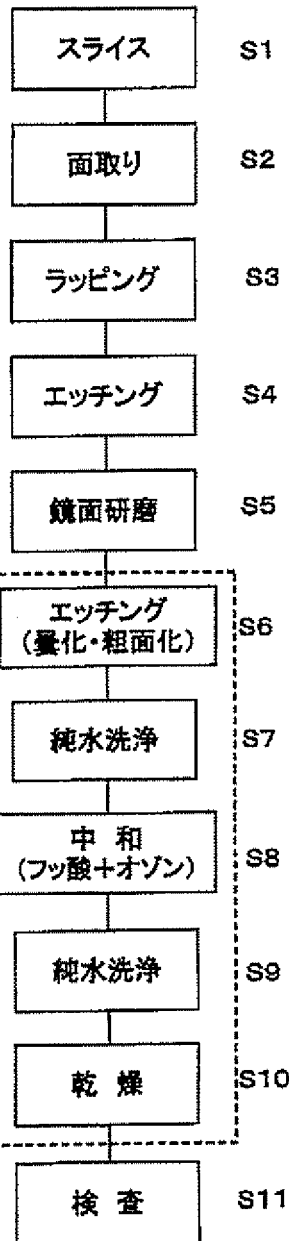 スライス S1
面取り S2
ラッピング S3
エッチング S4
鏡面研磨 S5
エッチング
(曇化・粗面化) S6
純水洗浄 S7
中 和
(フッ酸+オゾン) S8
純水洗浄 S9
乾 燥 S10
検 査 S11